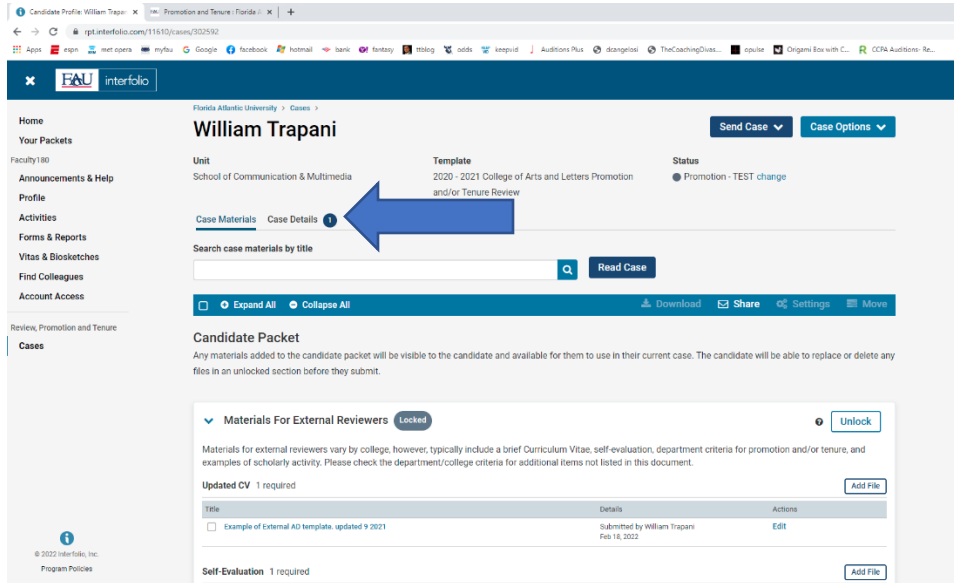 Candidate Profile: William Trapan
Promotion and Tenure : Florida A
rpt.interfolio.com/11610/cases/302592
Apps espn met opera myfau Google facebook hotmail bank fantasy ttblog odds keepvid Auditions Plus dcangelosi TheCoachingDivas... opulse Origami Box with C... CCPA Auditions- Re...
FAU interfolio
Home
Your Packets
Faculty180
Announcements & Help
Profile
Activities
Forms & Reports
Vitas & Biosketches
Find Colleagues
Account Access
Review, Promotion and Tenure
Cases
© 2022 Interfolio, Inc.
Program Policies
Florida Atlantic University > Cases >
William Trapani
Send Case
Case Options
Unit
School of Communication & Multimedia
Template
2020 - 2021 College of Arts and Letters Promotion
and/or Tenure Review
Status
Promotion - TEST change
Case Materials Case Details 1
Search case materials by title
Read Case
Expand All Collapse All Download Share Settings Move
Candidate Packet
Any materials added to the candidate packet will be visible to the candidate and available for them to use in their current case. The candidate will be able to replace or delete any
files in an unlocked section before they submit.
Materials For External Reviewers Locked Unlock
Materials for external reviewers vary by college, however, typically include a brief Curriculum Vitae, self-evaluation, department criteria for promotion and/or tenure, and
examples of scholarly activity. Please check the department/college criteria for additional items not listed in this document.
Updated CV 1 required Add File
Title Details Actions
Example of External AD template. updated 9 2021 Submitted by William Trapani Edit
Feb 18, 2022
Self-Evaluation 1 required Add File